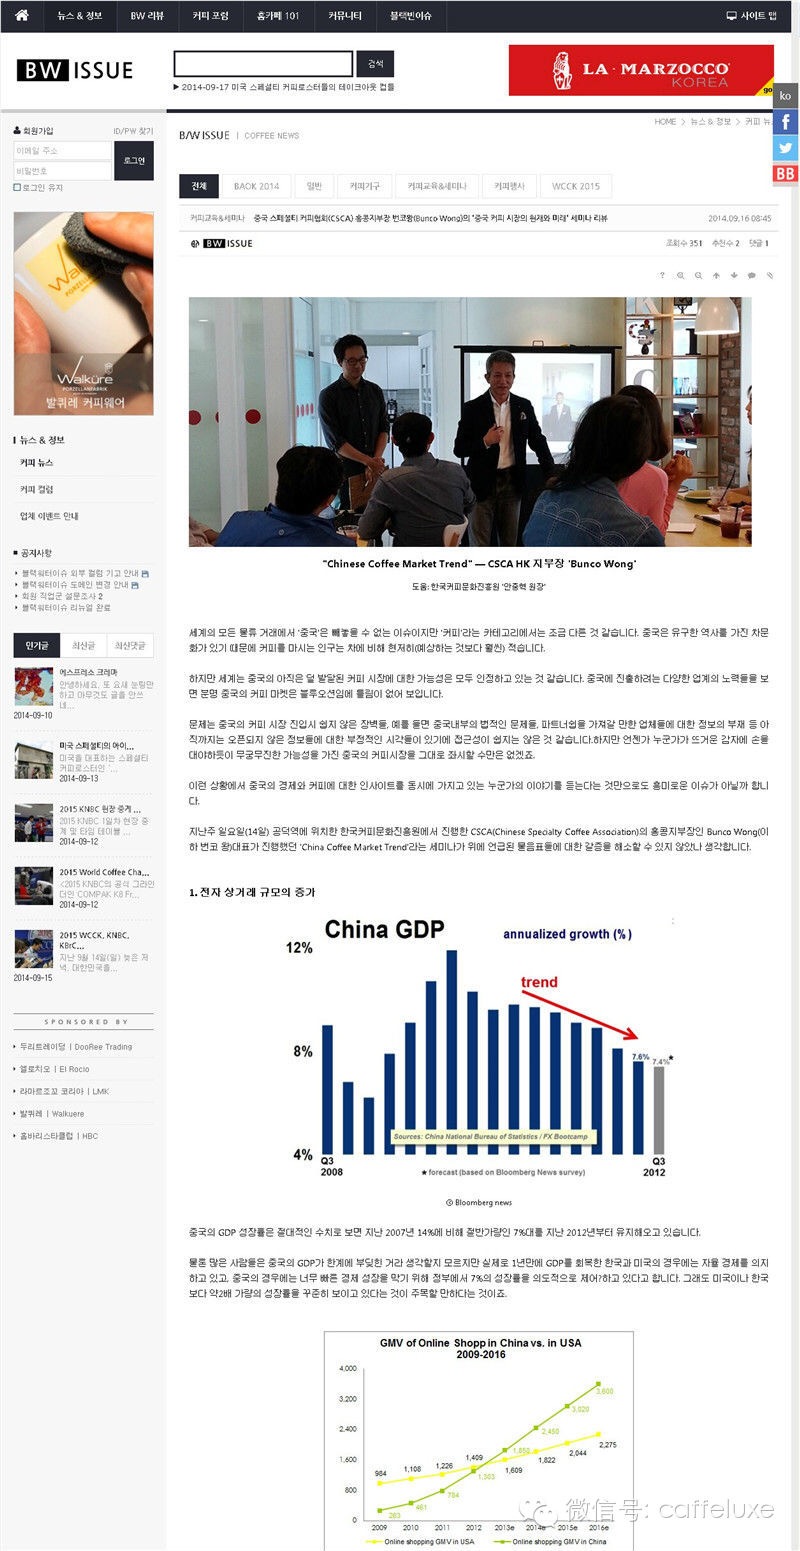 뉴스 & 정보
BW 리뷰
커피 포럼
홈카페 101
커뮤니티
블랙빈이슈
사이트 맵
BW ISSUE
검색
▶ 2014-09-17 미국 스페셜티 커피로스터들의 테이크아웃 컵들
LA·MARZOCCO
KOREA
go
ko
BB
회원가입
ID/PW 찾기
이메일 주소
비밀번호
로그인
로그인 유지
Walküre
PORZELLANFABRIK
발퀴레 커피웨어
뉴스 & 정보
커피 뉴스
커피 컬럼
업체 이벤트 안내
공지사항
블랙워터이슈 외부 컬럼 기고 안내
블랙워터이슈 도메인 변경 안내
회원 직업군 설문조사 2
블랙워터이슈 리뉴얼 완료
인기글
최신글
최신댓글
에스프레소 크레마
안녕하세요, 또 요새 눈팅만
하고 아무것도 글을 안쓰
네...
2014-09-10
미국 스페셜티의 아이...
미국을 대표하는 스페셜티
커피로스터인 '...
2014-09-13
2015 KNBC 현장 중계 ...
2015 KNBC 1일차 현장 중
계 및 타임 테이블 ...
2014-09-12
2015 World Coffee Cha...
<2015 KNBC의 공식 그라인
더인 'COMPAK K8 Fr...
2014-09-12
2015 WCCK, KNBC,
KBrC...
지난 9월 14일(일) 늦은 저
녁, 대한민국을...
2014-09-15
SPONSORED BY
두리트레이딩 | DooRee Trading
엘로치오 | El Rocio
라마르조꼬 코리아 | LMK
발퀴레 | Walkuere
홈바리스타클럽 | HBC
HOME > 뉴스 & 정보 > 커피 뉴스
B/W ISSUE | COFFEE NEWS
전체
BAOK 2014
일반
커피기구
커피교육&세미나
커피행사
WCCK 2015
커피교육&세미나
중국 스페셜티 커피협회(CSCA) 홍콩지부장 번코왕(Bunco Wong)의 "중국 커피 시장의 현재와 미래" 세미나 리뷰
2014.09.16 08:45
BW ISSUE
조회수 351 추천수 2 댓글 1
"Chinese Coffee Market Trend" — CSCA HK 지부장 'Bunco Wong'
도움: 한국커피문화진흥원 '안중혁 원장'
세계의 모든 물류 거래에서 '중국'은 빼놓을 수 없는 이슈이지만 '커피'라는 카테고리에서는 조금 다른 것 같습니다. 중국은 유구한 역사를 가진 차문
화가 있기 때문에 커피를 마시는 인구는 차에 비해 현저히(예상하는 것보다 훨씬) 적습니다.
하지만 세계는 중국의 아직은 덜 발달된 커피 시장에 대한 가능성은 모두 인정하고 있는 것 같습니다. 중국에 진출하려는 다양한 업계의 노력들을 보
면 분명 중국의 커피 마켓은 블루오션임에 틀림이 없어 보입니다.
문제는 중국의 커피 시장 진입시 쉽지 않은 장벽들, 예를 들면 중국내부의 법적인 문제들, 파트너쉽을 가져갈 만한 업체들에 대한 정보의 부재 등 아
직까지는 오픈되지 않은 정보들에 대한 부정적인 시각들이 있기에 접근성이 쉽지는 않은 것 같습니다.하지만 언젠가 누군가가 뜨거운 감자에 손을
대야하듯이 무궁무진한 가능성을 가진 중국의 커피시장을 그대로 좌시할 수만은 없겠죠.
이런 상황에서 중국의 경제와 커피에 대한 인사이트를 동시에 가지고 있는 누군가의 이야기를 듣는다는 것만으로도 흥미로운 이슈가 아닐까 합니
다.
지난주 일요일(14일) 공덕역에 위치한 한국커피문화진흥원에서 진행한 CSCA(Chinese Specialty Coffee Association)의 홍콩지부장인 Bunco Wong(이
하 번코 왕)대표가 진행했던 'China Coffee Market Trend'라는 세미나가 위에 언급된 물음표들에 대한 갈증을 해소할 수 있지 않았나 생각합니다.
1. 전자 상거래 규모의 증가
China GDP
annualized growth (%)
12%
trend
8%
7.6%
7.4%*
Sources: China National Bureau of Statistics / FX Bootcamp
4%
Q3
2008
★ forecast (based on Bloomberg News survey)
Q3
2012
© Bloomberg news
중국의 GDP 성장률은 절대적인 수치로 보면 지난 2007년 14%에 비해 절반가량인 7%대를 지난 2012년부터 유지해오고 있습니다.
물론 많은 사람들은 중국의 GDP가 한계에 부딪힌 거라 생각할지 모르지만 실제로 1년만에 GDP를 회복한 한국과 미국의 경우에는 자율 경제를 의지
하고 있고, 중국의 경우에는 너무 빠른 경제 성장을 막기 위해 정부에서 7%의 성장률을 의도적으로 제어?하고 있다고 합니다. 그래도 미국이나 한국
보다 약2배 가량의 성장률을 꾸준히 보이고 있다는 것이 주목할 만하다는 것이죠.
GMV of Online Shopp in China vs. in USA
2009-2016
4,000
3,200
2,400
1,600
800
0
984
1,108
1,226
1,409
1,609
1,822
2,044
2,275
263
461
784
1,303
1,850
2,450
3,020
3,600
2009
2010
2011
2012
2013e
2014e
2015e
2016e
Online shopping GMV in USA
Online shopping GMV in China
微信号: caffeluxe